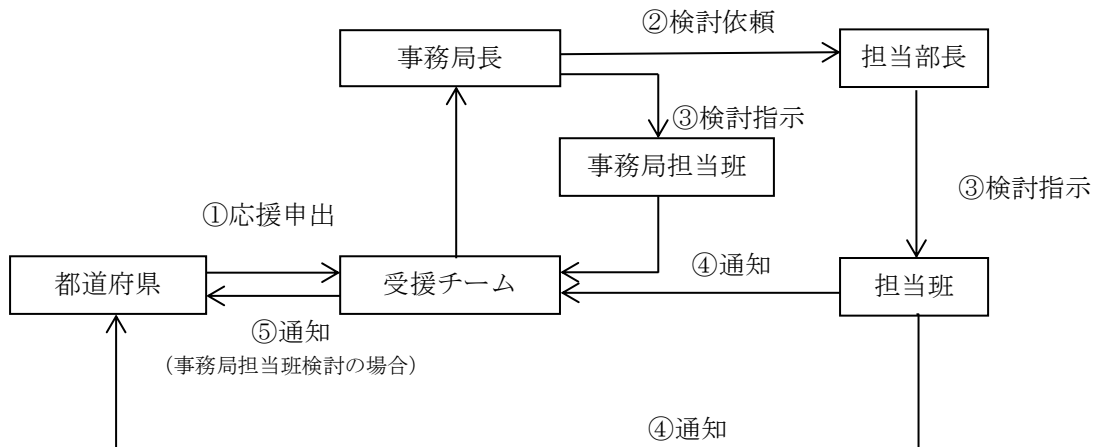 ②検討依頼
事務局長
担当部長
③検討指示
事務局担当班
③検討指示
①応援申出
④通知
都道府県
受援チーム
担当班
⑤通知
（事務局担当班検討の場合）
④通知